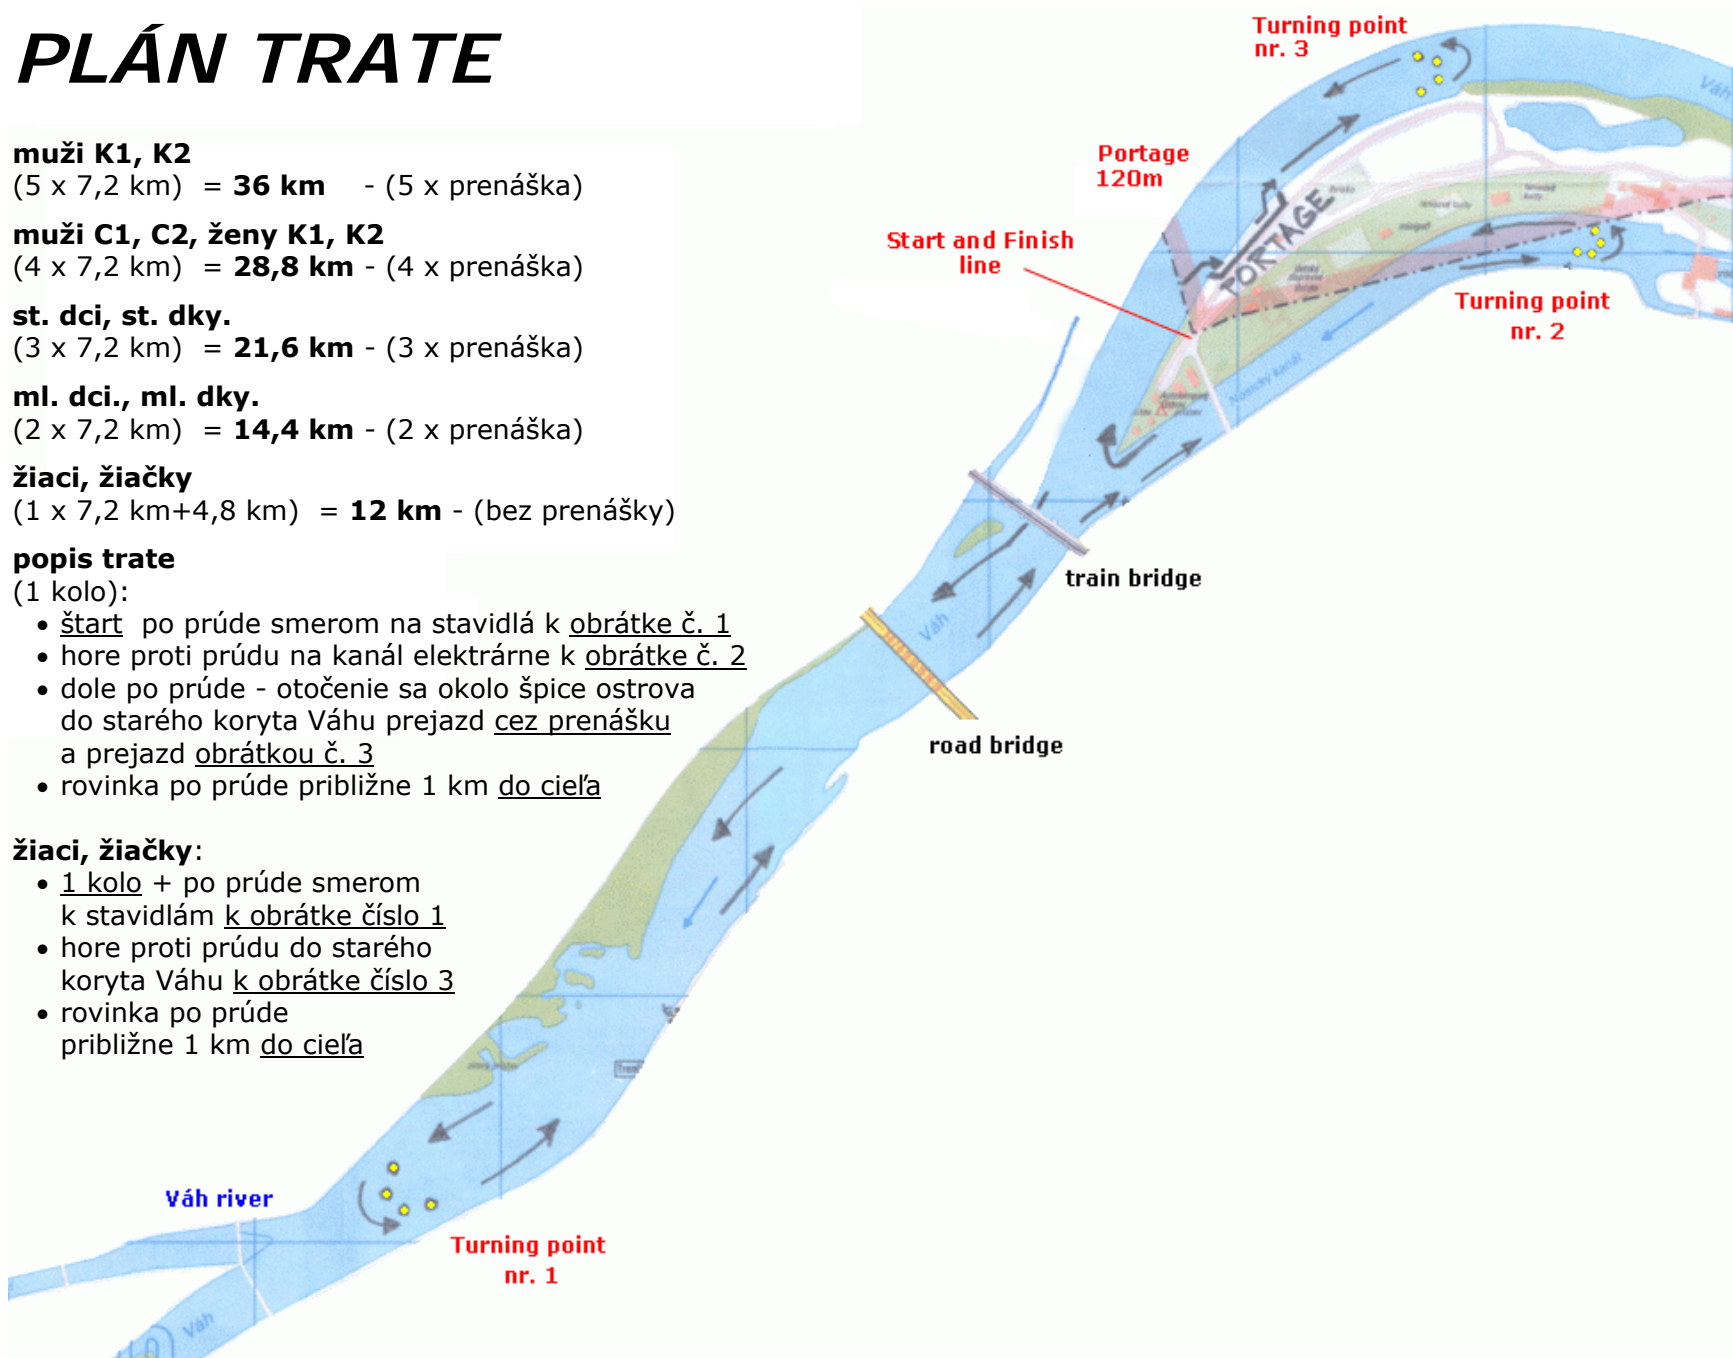 PLÁN TRATE
muži K1, K2
(5 x 7,2 km) = 36 km - (5 x prenáška)
muži C1, C2, ženy K1, K2
(4 x 7,2 km) = 28,8 km - (4 x prenáška)
st. dci, st. dky.
(3 x 7,2 km) = 21,6 km - (3 x prenáška)
ml. dci., ml. dky.
(2 x 7,2 km) = 14,4 km - (2 x prenáška)
žiaci, žiačky
(1 x 7,2 km+4,8 km) = 12 km - (bez prenášky)
popis trate
(1 kolo):
• štart po prúde smerom na stavidlá k obrátke č. 1
• hore proti prúdu na kanál elektrárne k obrátke č. 2
• dole po prúde - otočenie sa okolo špice ostrova
do starého koryta Váhu prejazd cez prenášku
a prejazd obrátkou č. 3
• rovinka po prúde približne 1 km do cieľa
žiaci, žiačky:
• 1 kolo + po prúde smerom
k stavidlám k obrátke číslo 1
• hore proti prúdu do starého
koryta Váhu k obrátke číslo 3
• rovinka po prúde
približne 1 km do cieľa
Turning point
nr. 3
Váh
Portage
120m
PORTAGE
Start and Finish
line
Turning point
nr. 2
Nosický kanál
train bridge
Váh
road bridge
Váh river
Turning point
nr. 1
Váh